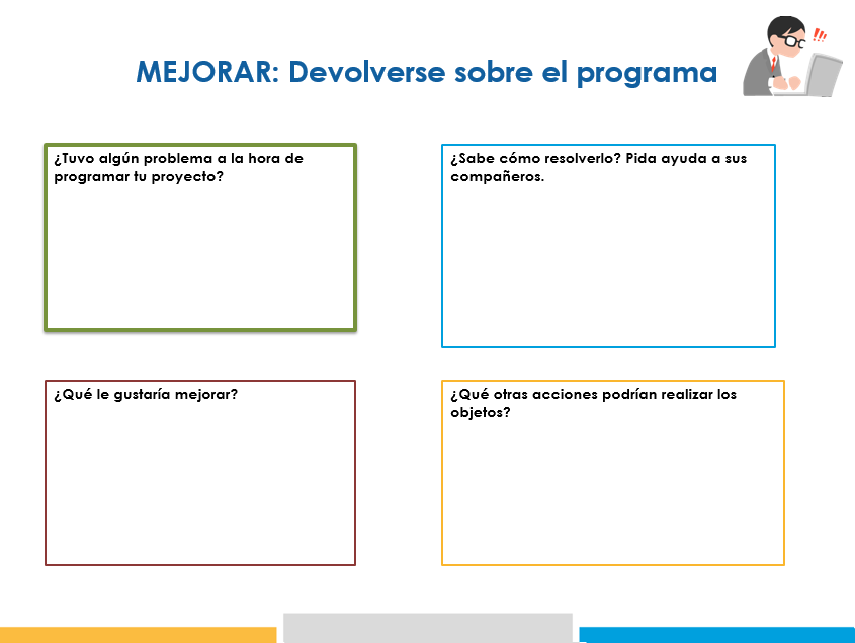 MEJORAR: Devolverse sobre el programa
¿Tuvo algún problema a la hora de
programar tu proyecto?
¿Sabe cómo resolverlo? Pida ayuda a sus
compañeros.
¿Qué le gustaría mejorar?
¿Qué otras acciones podrían realizar los
objetos?